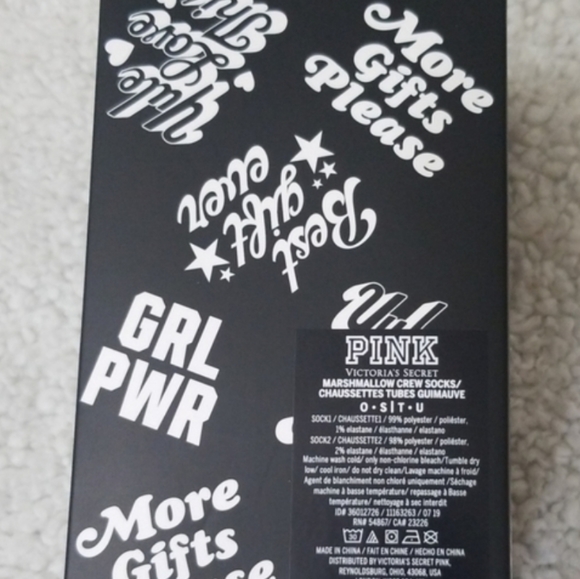 Yule
Love
This
More
Gifts
Please
Best
gift
ever
GRL
PWR
PINK
VICTORIA'S SECRET
MARSHMALLOW CREW SOCKS/
CHAUSSETTES TUBES GUIMAUVE
O·S|T·U
SOCK1 / CHAUSSETTE1 / 99% polyester / poliéster,
1% elastane / élasthanne / elastano
SOCK2 / CHAUSSETTE2 / 98% polyester / poliéster,
2% elastane / élasthanne / elastano
Machine wash cold/ only non-chlorine bleach/Tumble dry
low/ cool iron/ do not dry clean/Lavage machine à froid/
Agent de blanchiment non chloré uniquement /Séchage
machine à basse température/ repassage à Basse
température/ nettoyage à sec interdit
ID# 36012726 / 11163263 / 07 19
RN# 54867/ CA# 23226
30
MADE IN CHINA / FAIT EN CHINE / HECHO EN CHINA
DISTRIBUTED BY VICTORIA'S SECRET PINK,
REYNOLDSBURG, OHIO, 43068, USA
More
Gifts